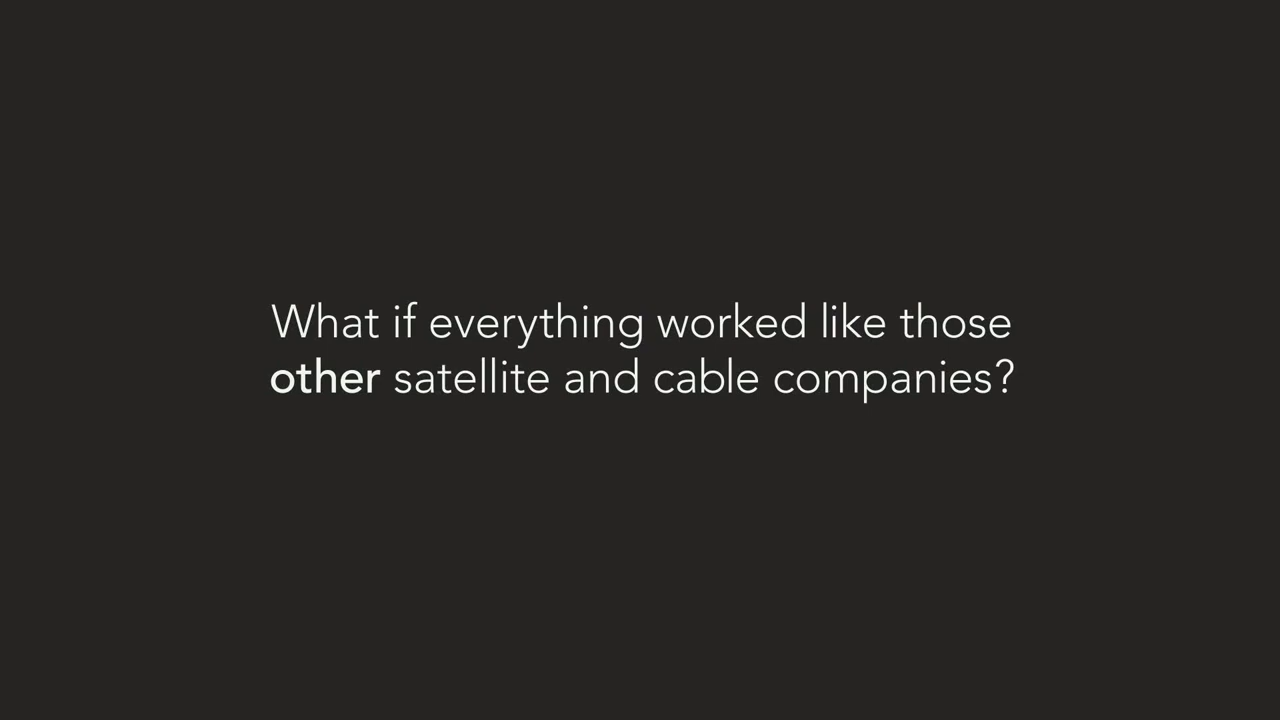 What if everything worked like those
other satellite and cable companies?